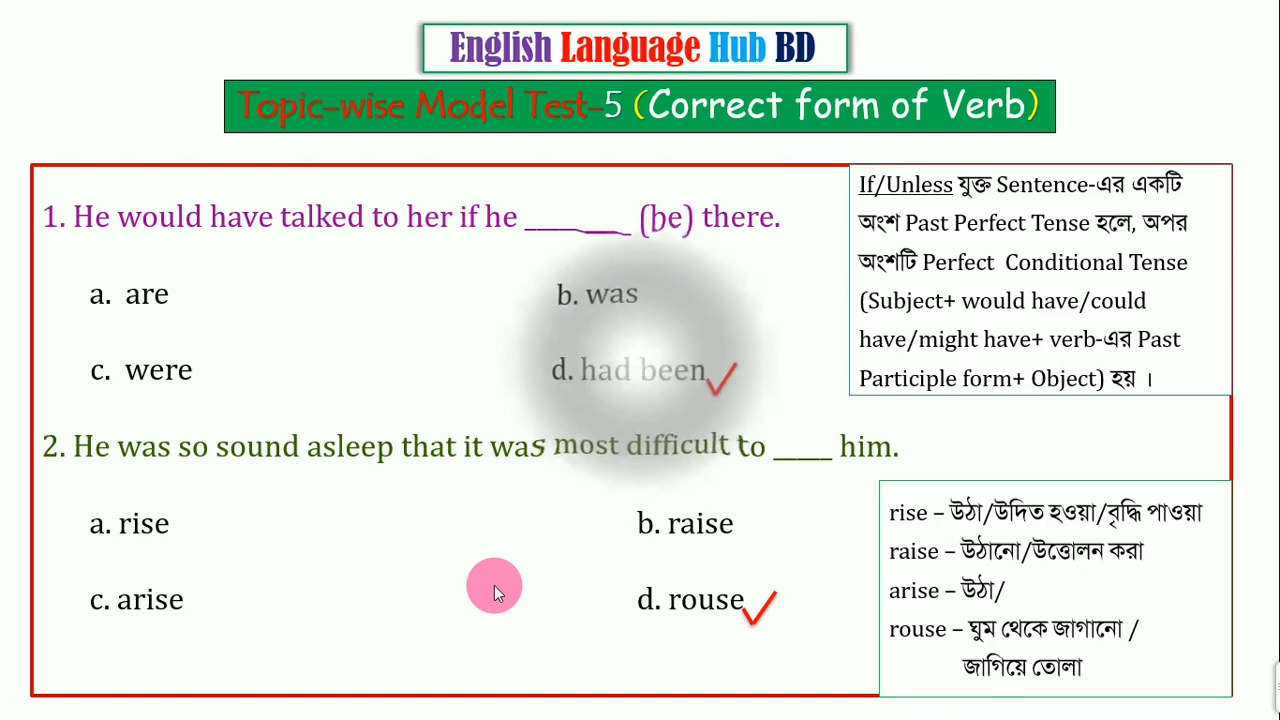 English Language Hub BD
Topic-wise Model Test-5 (Correct form of Verb)
1. He would have talked to her if he ________ (be) there.
a. are
b. was
c. were
d. had been
If/Unless যুক্ত Sentence-এর একটি
অংশ Past Perfect Tense হলে, অপর
অংশটি Perfect Conditional Tense
(Subject+ would have/could
have/might have+ verb-এর Past
Participle form+ Object) হয় ।
2. He was so sound asleep that it was most difficult to _____ him.
a. rise
b. raise
c. arise
d. rouse
rise – উঠা/উদিত হওয়া/বৃদ্ধি পাওয়া
raise – উঠানো/উত্তোলন করা
arise – উঠা/
rouse – ঘুম থেকে জাগানো /
জাগিয়ে তোলা